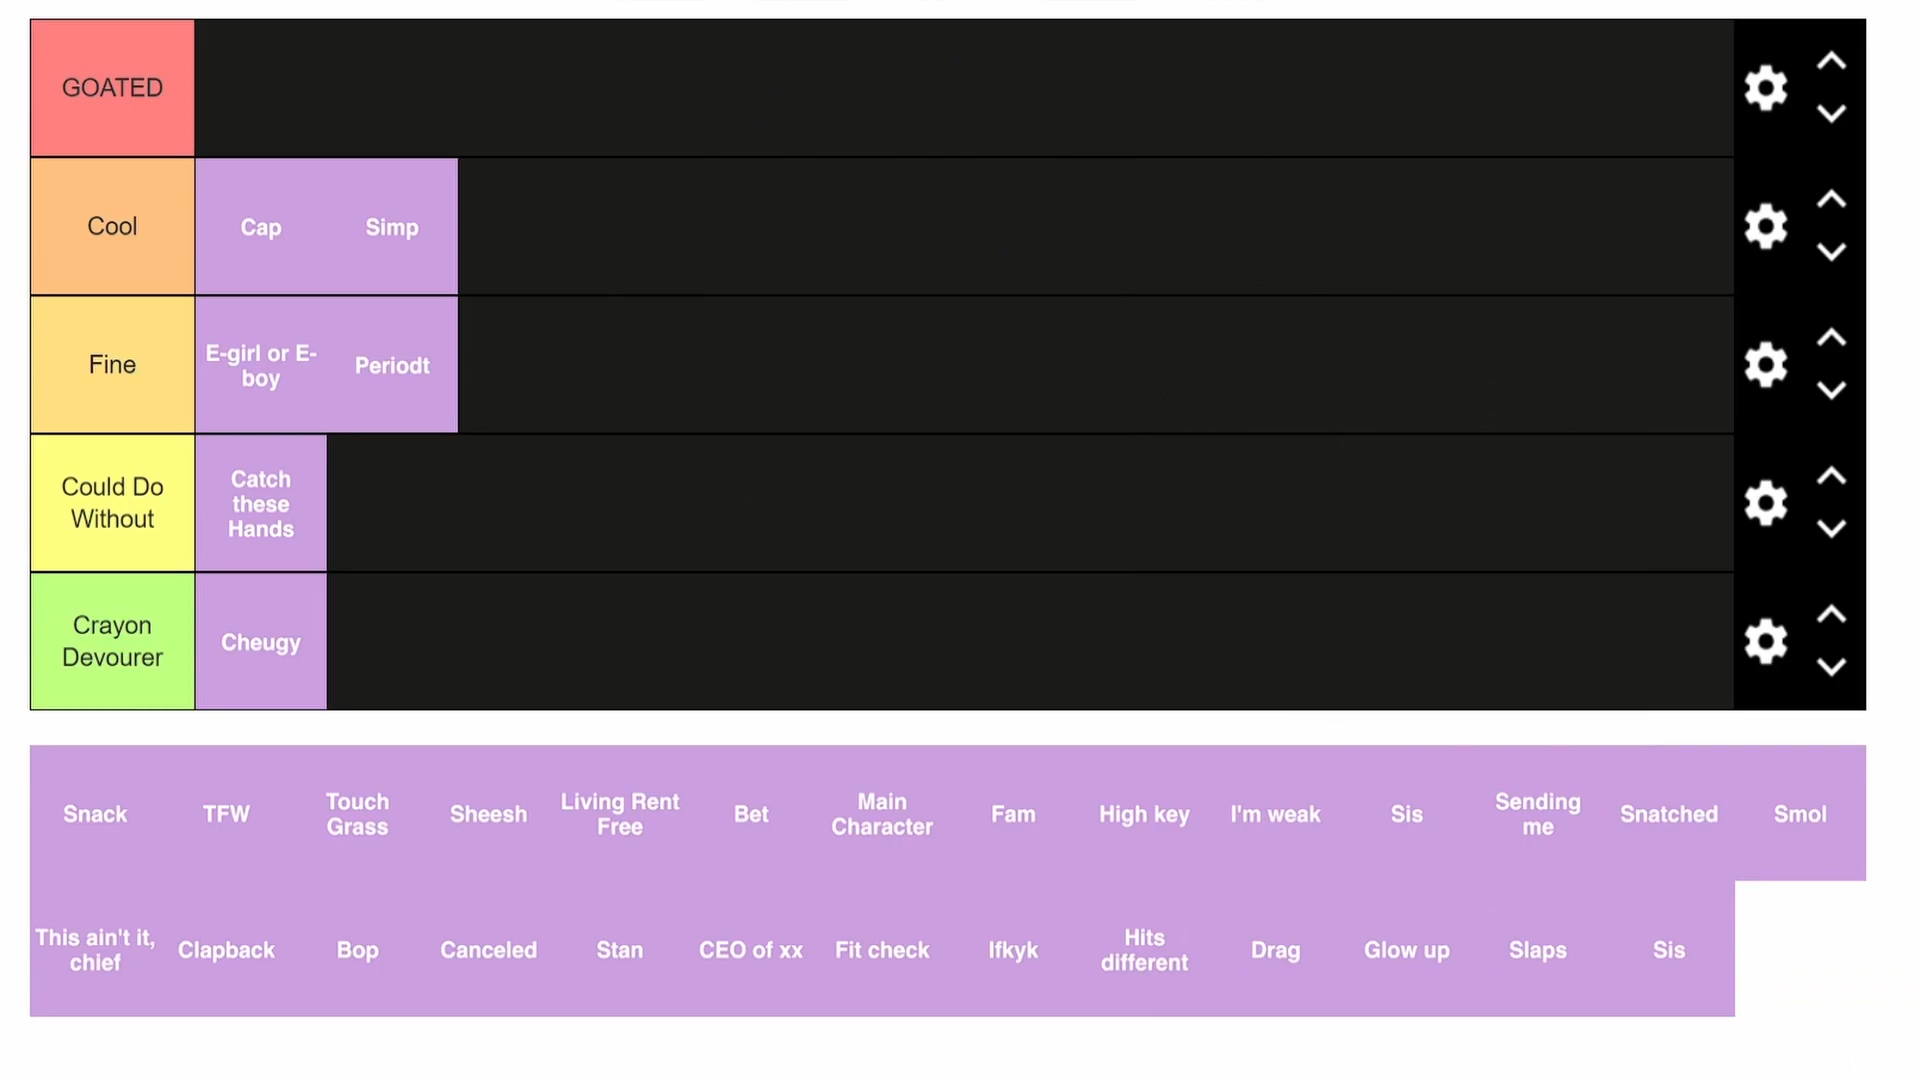 GOATED
Cool
Cap
Simp
Fine
E-girl or E-
boy
Periodt
Could Do
Without
Catch
these
Hands
Crayon
Devourer
Cheugy
Snack
TFW
Touch
Grass
Sheesh
Living Rent
Free
Bet
Main
Character
Fam
High key
I'm weak
Sis
Sending
me
Snatched
Smol
This ain't it,
chief
Clapback
Bop
Canceled
Stan
CEO of xx
Fit check
Ifkyk
Hits
different
Drag
Glow up
Slaps
Sis